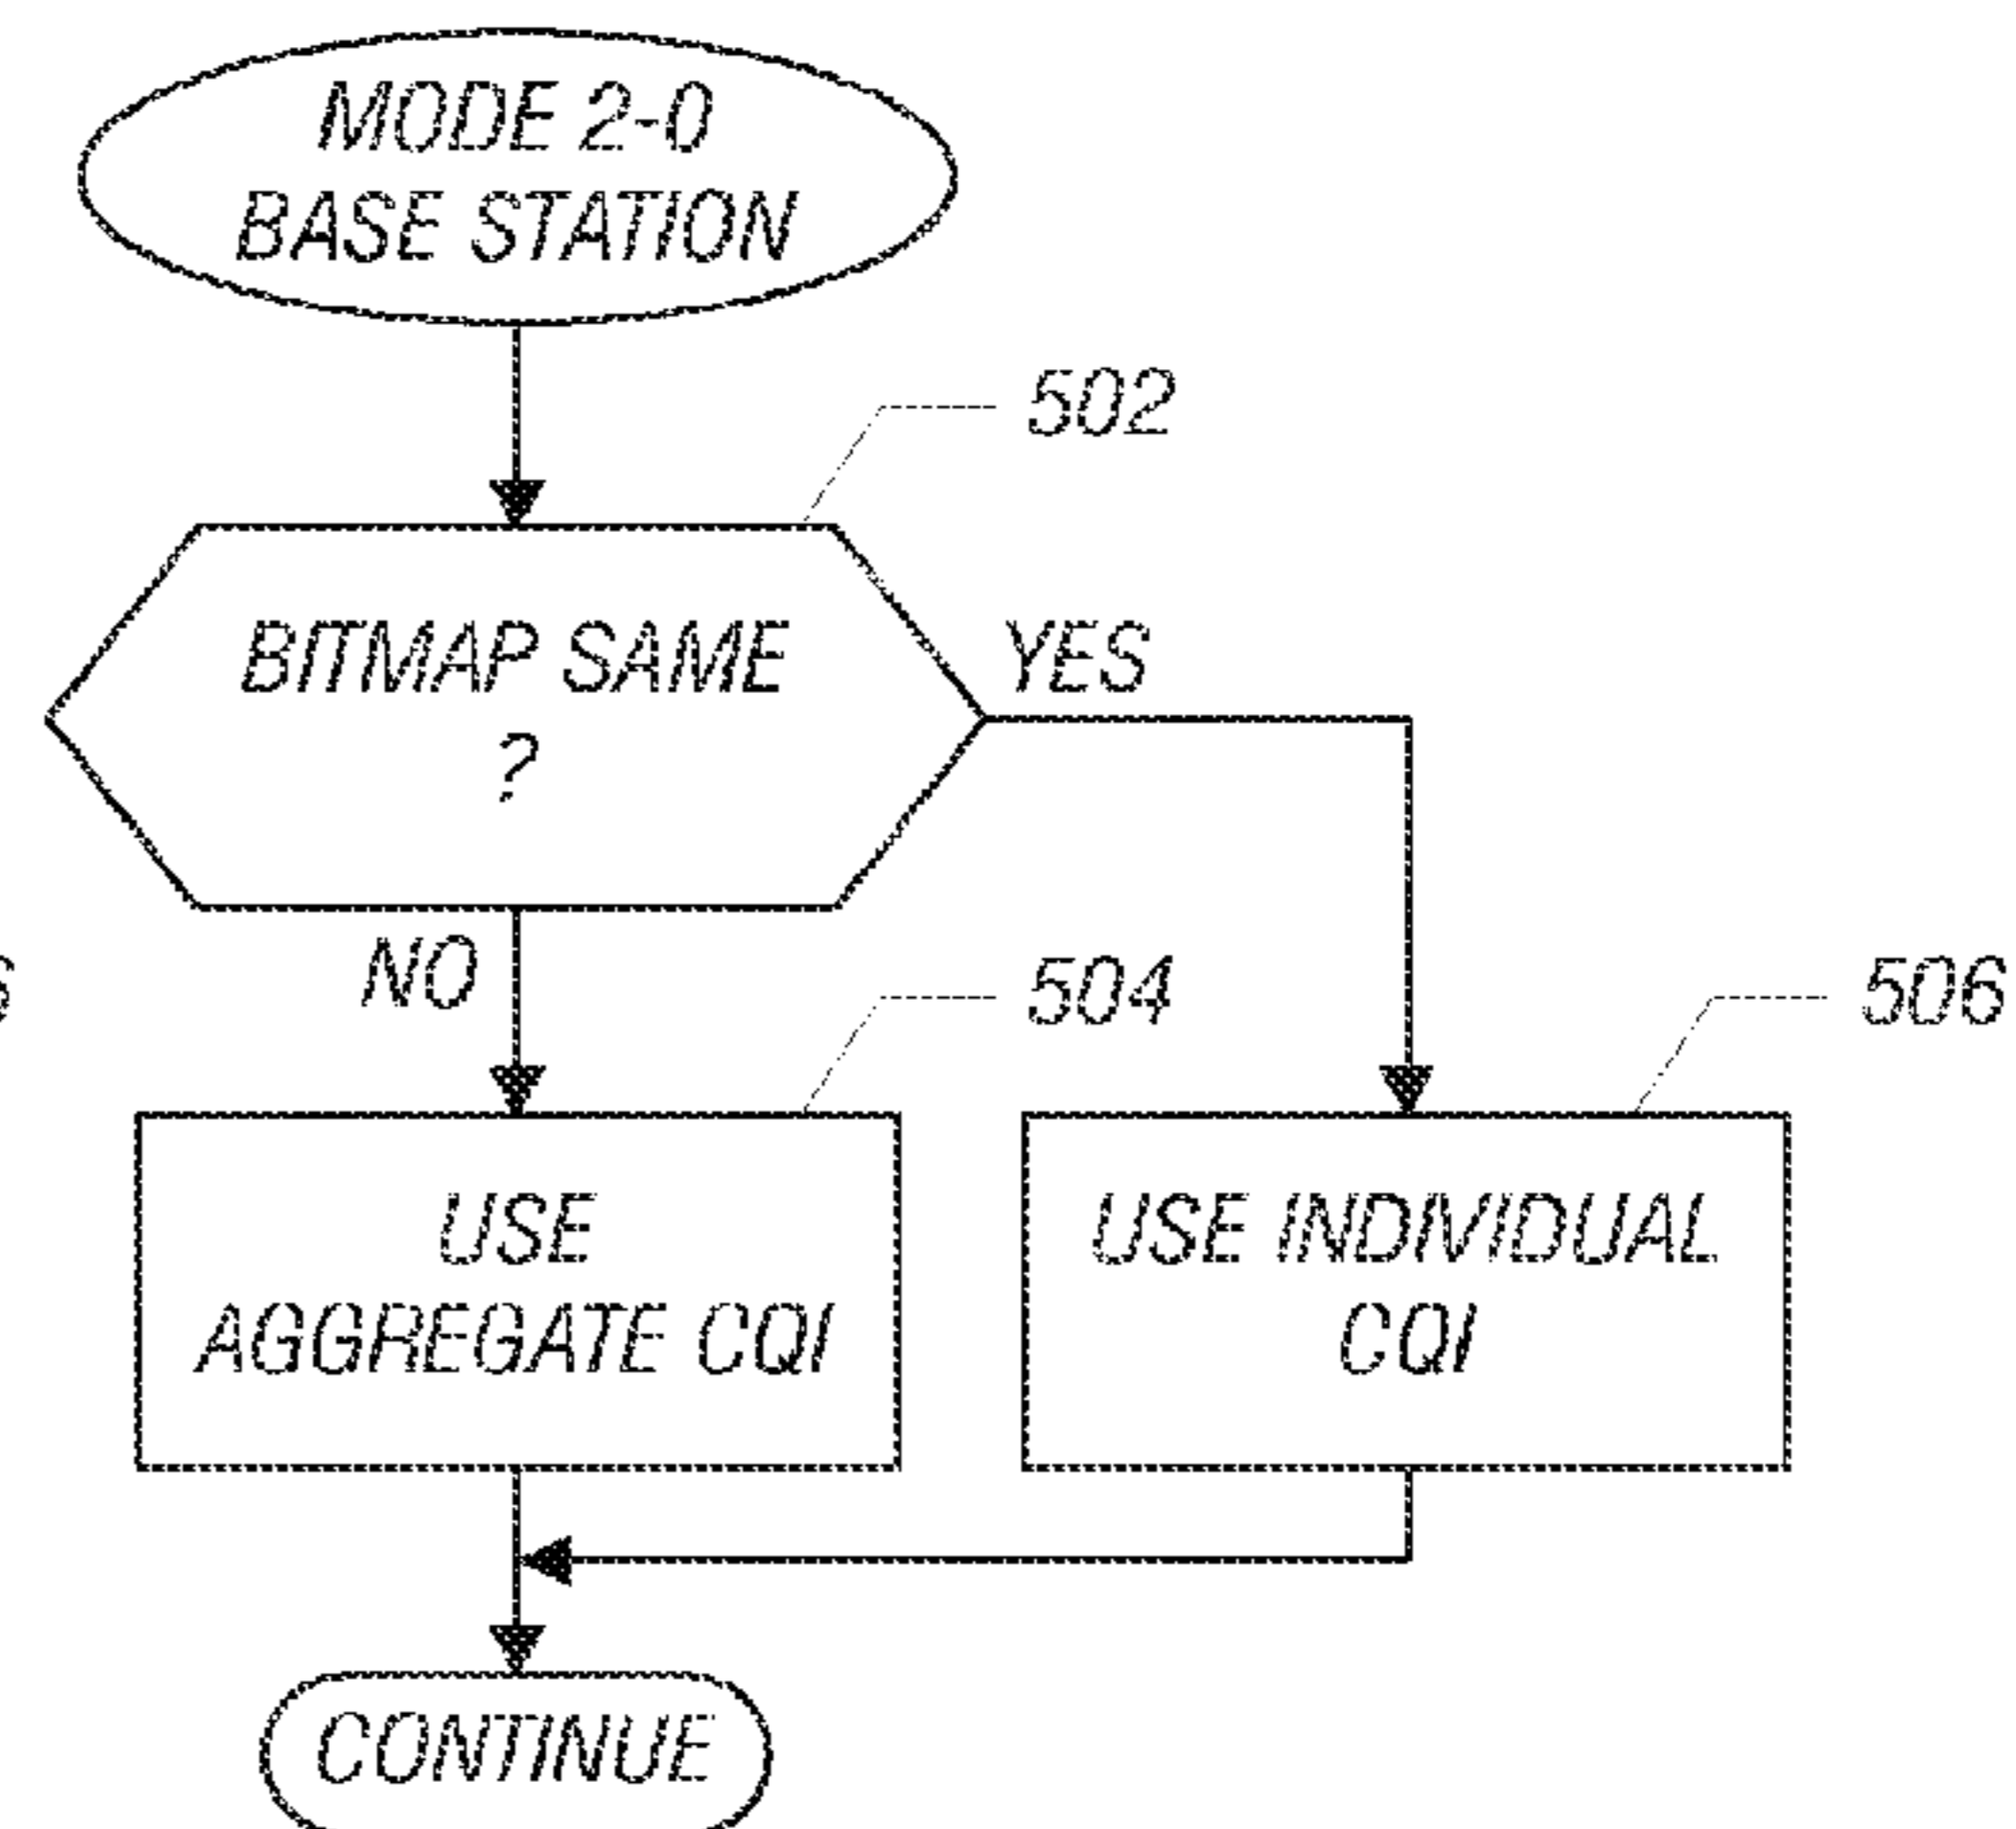 MODE 2-0
BASE STATION
502
BITMAP SAME
?
YES
NO
504
506
USE
AGGREGATE CQI
USE INDIVIDUAL
CQI
CONTINUE